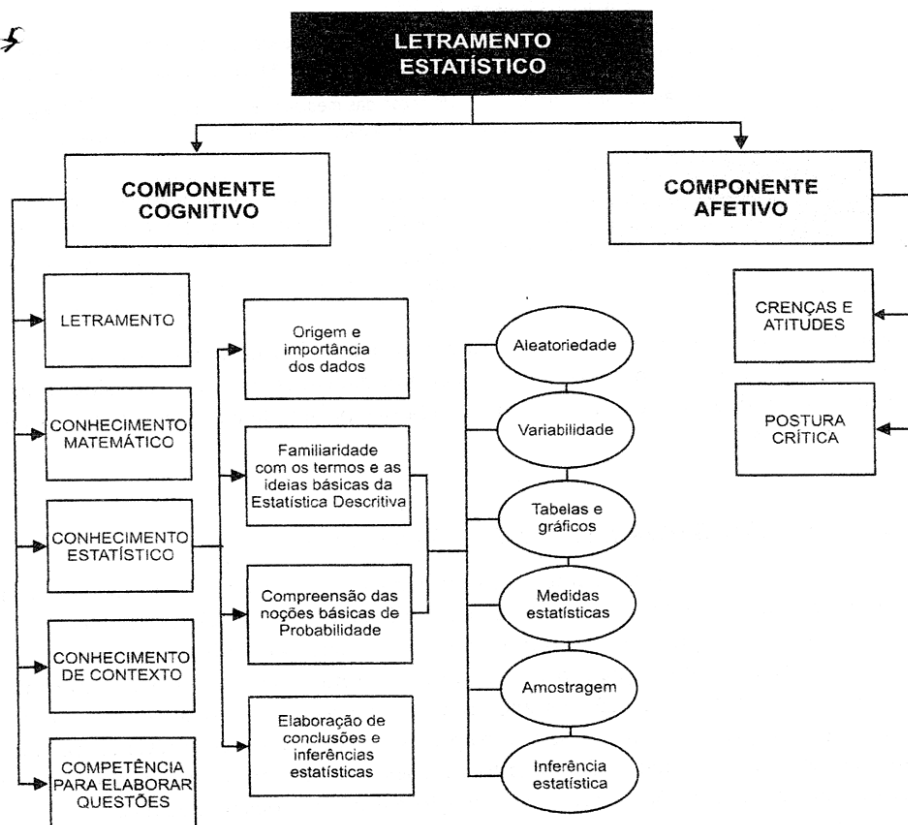 LETRAMENTO
ESTATÍSTICO
COMPONENTE
COGNITIVO
COMPONENTE
AFETIVO
LETRAMENTO
CONHECIMENTO
MATEMÁTICO
CONHECIMENTO
ESTATÍSTICO
CONHECIMENTO
DE CONTEXTO
COMPETÊNCIA
PARA ELABORAR
QUESTÕES
Origem e
importância
dos dados
Familiaridade
com os termos e as
ideias básicas da
Estatística Descritiva
Compreensão das
noções básicas de
Probabilidade
Elaboração de
conclusões e
inferências
estatísticas
Aleatoriedade
Variabilidade
Tabelas e
gráficos
Medidas
estatísticas
Amostragem
Inferência
estatística
CRENÇAS E
ATITUDES
POSTURA
CRÍTICA